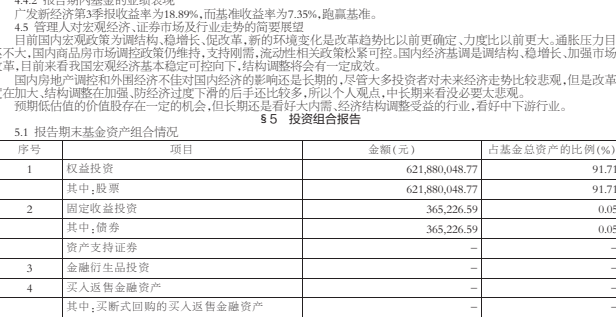 4.4.2 报告期内基金的业绩表现
广发新经济第3季报收益率为18.89%,而基准收益率为7.35%,跑赢基准。
4.5 管理人对宏观经济、证券市场及行业走势的简要展望
目前国内宏观政策为调结构、稳增长、促改革,新的环境变化是改革趋势比以前更确定、力度比以前更大。通胀压力目
不大,国内商品房市场调控政策仍维持,支持刚需,流动性相关政策松紧可控。国内经济基调是调结构、稳增长、加强市场
改革,目前来看我国宏观经济基本稳定可控向下,结构调整将会有一定成效。
国内房地产调控和外围经济不佳对国内经济的影响还是长期的,尽管大多投资者对未来经济走势比较悲观,但是改革
度在加大、结构调整在加强、防经济过度下滑的后手还比较多,所以个人观点,中长期来看没必要太悲观。
预期低估值的价值股存在一定的机会,但长期还是看好大内需、经济结构调整受益的行业,看好中下游行业。
§5 投资组合报告
5.1 报告期末基金资产组合情况
序号 项目 金额(元) 占基金总资产的比例(%)
1 权益投资 621,880,048.77 91.71
其中:股票 621,880,048.77 91.71
2 固定收益投资 365,226.59 0.05
其中:债券 365,226.59 0.05
资产支持证券 – –
3 金融衍生品投资 – –
4 买入返售金融资产 – –
其中:买断式回购的买入返售金融资产 – –